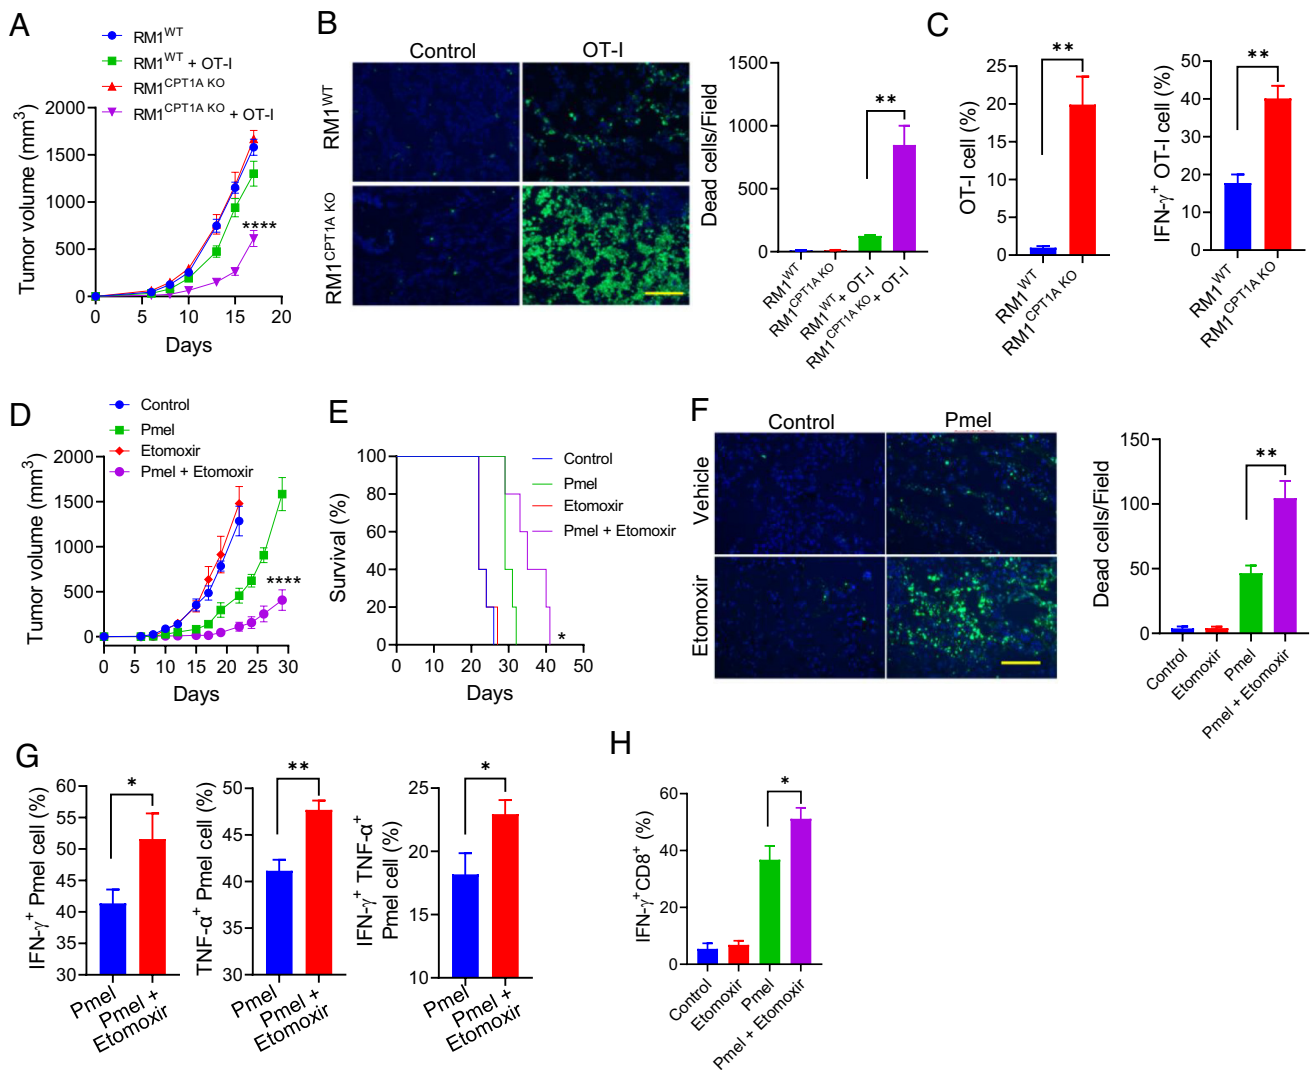 A
RM1WT
RM1WT + OT-I
RM1CPT1A KO
RM1CPT1A KO + OT-I
Tumor volume (mm3)
2000
1500
1000
500
0
****
0 5 10 15 20
Days
B
Control OT-I
RM1WT
RM1CPT1A KO
Dead cells/Field
1500
1000
500
0
**
RM1WT
RM1CPT1A KO
RM1WT + OT-I
RM1CPT1A KO + OT-I
C
OT-I cell (%)
25
20
15
10
5
0
**
RM1WT
RM1CPT1A KO
IFN-γ+ OT-I cell (%)
50
40
30
20
10
0
**
RM1WT
RM1CPT1A KO
D
Control
Pmel
Etomoxir
Pmel + Etomoxir
Tumor volume (mm3)
2000
1500
1000
500
0
****
0 5 10 15 20 25 30
Days
E
Survival (%)
100
80
60
40
20
0
Control
Pmel
Etomoxir
Pmel + Etomoxir
*
0 10 20 30 40 50
Days
F
Control Pmel
Vehicle
Etomoxir
Dead cells/Field
150
100
50
0
**
Control
Etomoxir
Pmel
Pmel + Etomoxir
G
IFN-γ+ Pmel cell (%)
60
55
50
45
40
35
30
*
Pmel
Pmel +
Etomoxir
TNF-α+ Pmel cell (%)
50
45
40
35
30
**
Pmel
Pmel +
Etomoxir
IFN-γ+ TNF-α+
Pmel cell (%)
25
20
15
10
*
Pmel
Pmel +
Etomoxir
H
IFN-γ+CD8+ (%)
60
40
20
0
*
Control
Etomoxir
Pmel
Pmel + Etomoxir